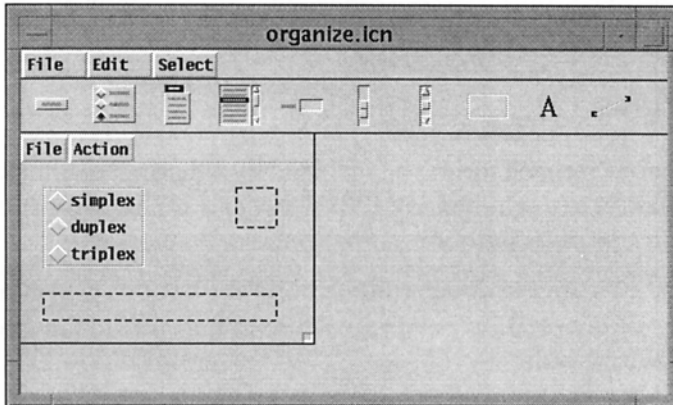 organize.icn
File Edit Select
A
File Action
simplex
duplex
triplex